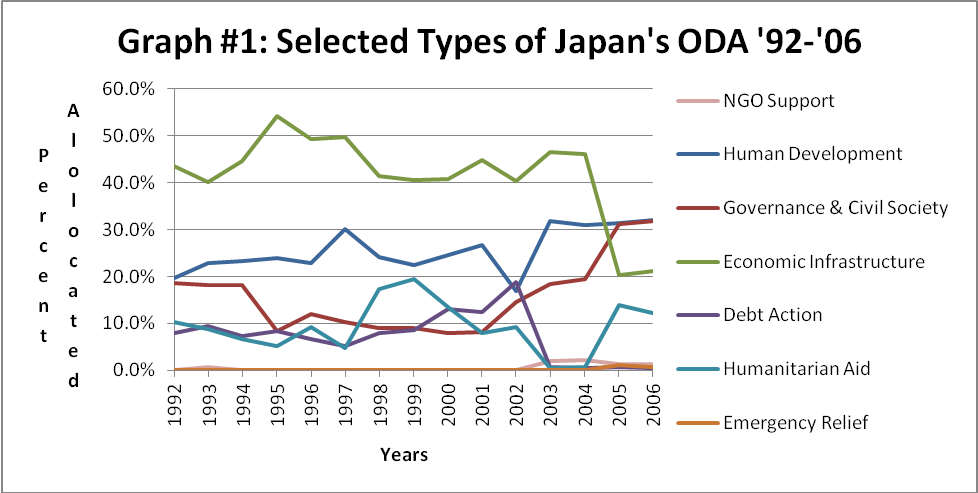 Graph #1: Selected Types of Japan's ODA '92-'06
Percent
Alolocated
60.0%
50.0%
40.0%
30.0%
20.0%
10.0%
0.0%
1992
1993
1994
1995
1996
1997
1998
1999
2000
2001
2002
2003
2004
2005
2006
Years
NGO Support
Human Development
Governance & Civil Society
Economic Infrastructure
Debt Action
Humanitarian Aid
Emergency Relief